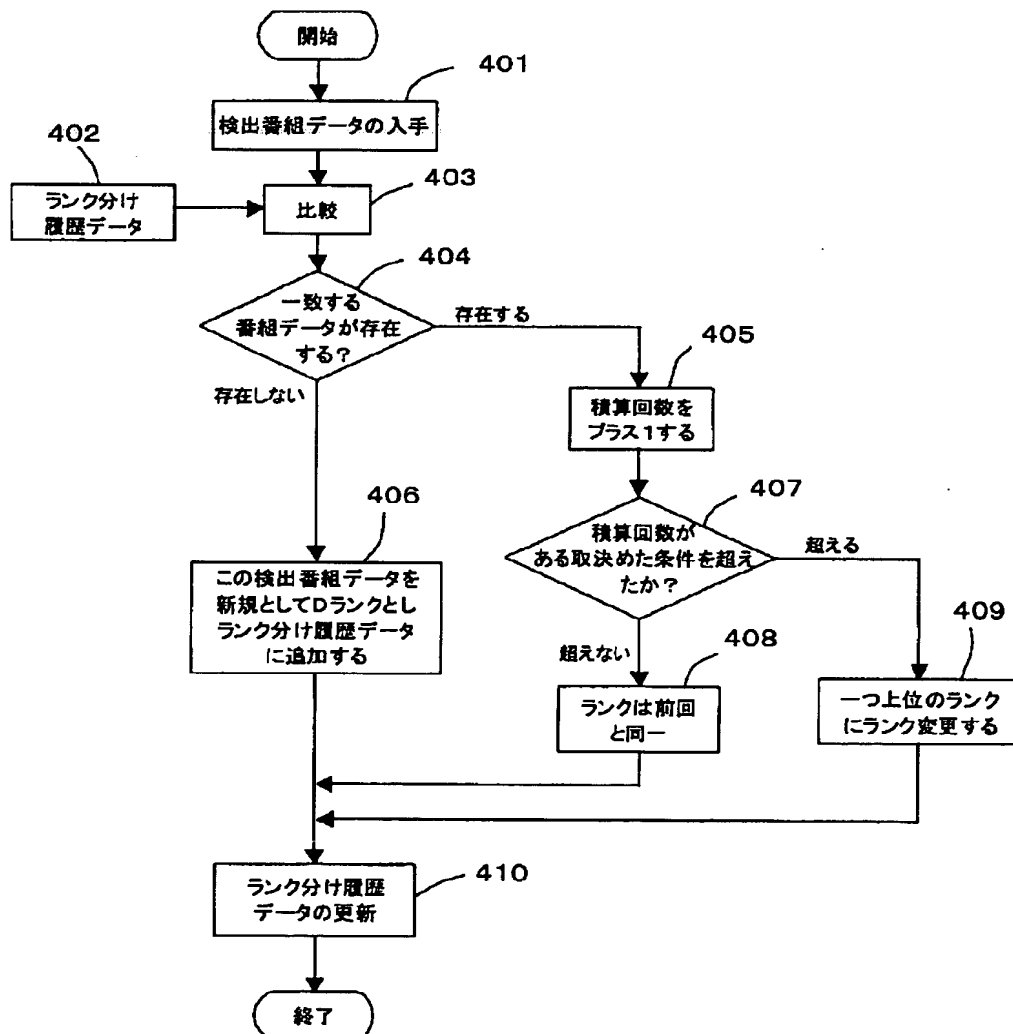 開始
401
検出番組データの入手
402
ランク分け
履歴データ
403
比較
404
一致する
番組データが存在
する？
存在する
存在しない
405
積算回数を
プラス1する
406
この検出番組データを
新規としてDランクとし
ランク分け履歴データ
に追加する
407
積算回数が
ある取決めた条件を超え
たか？
超える
超えない
408
ランクは前回
と同一
409
一つ上位のランク
にランク変更する
410
ランク分け履歴
データの更新
終了